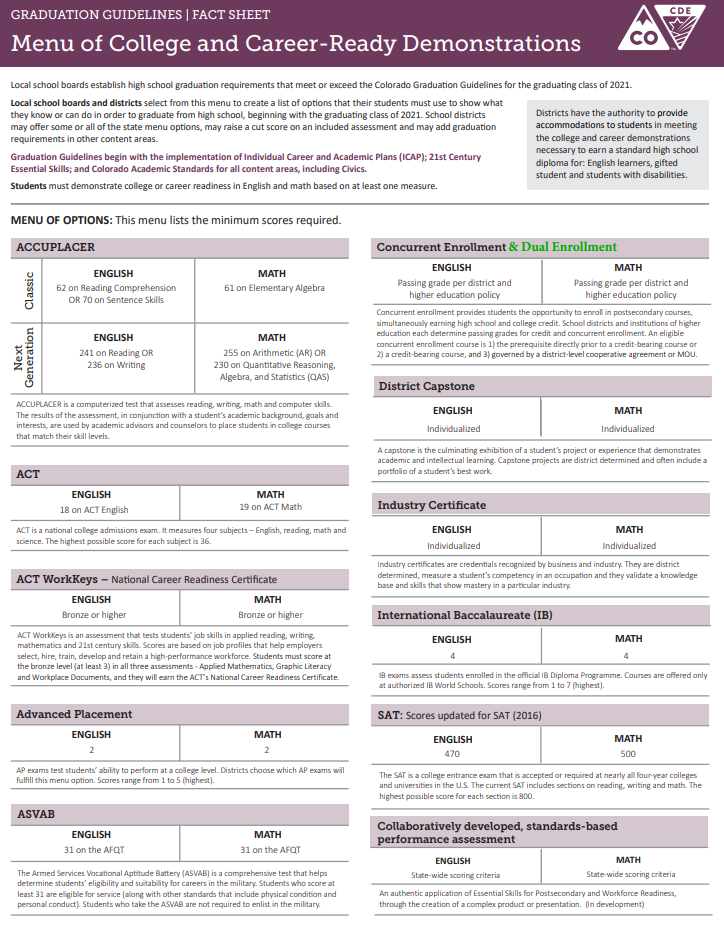 GRADUATION GUIDELINES | FACT SHEET
Menu of College and Career-Ready Demonstrations
CO
CDE
Local school boards establish high school graduation requirements that meet or exceed the Colorado Graduation Guidelines for the graduating class of 2021.
Local school boards and districts select from this menu to create a list of options that their students must use to show what
they know or can do in order to graduate from high school, beginning with the graduating class of 2021. School districts
may offer some or all of the state menu options, may raise a cut score on an included assessment and may add graduation
requirements in other content areas.
Graduation Guidelines begin with the implementation of Individual Career and Academic Plans (ICAP); 21st Century
Essential Skills; and Colorado Academic Standards for all content areas, including Civics.
Students must demonstrate college or career readiness in English and math based on at least one measure.
Districts have the authority to provide
accommodations to students in meeting
the college and career demonstrations
necessary to earn a standard high school
diploma for: English learners, gifted
student and students with disabilities.
MENU OF OPTIONS: This menu lists the minimum scores required.
ACCUPLACER
Classic
ENGLISH
62 on Reading Comprehension
OR 70 on Sentence Skills
MATH
61 on Elementary Algebra
Next
Generation
ENGLISH
241 on Reading OR
236 on Writing
MATH
255 on Arithmetic (AR) OR
230 on Quantitative Reasoning,
Algebra, and Statistics (QAS)
ACCUPLACER is a computerized test that assesses reading, writing, math and computer skills.
The results of the assessment, in conjunction with a student's academic background, goals and
interests, are used by academic advisors and counselors to place students in college courses
that match their skill levels.
ACT
ENGLISH
18 on ACT English
MATH
19 on ACT Math
ACT is a national college admissions exam. It measures four subjects – English, reading, math and
science. The highest possible score for each subject is 36.
ACT WorkKeys – National Career Readiness Certificate
ENGLISH
Bronze or higher
MATH
Bronze or higher
ACT WorkKeys is an assessment that tests students' job skills in applied reading, writing,
mathematics and 21st century skills. Scores are based on job profiles that help employers
select, hire, train, develop and retain a high-performance workforce. Students must score at
the bronze level (at least 3) in all three assessments - Applied Mathematics, Graphic Literacy
and Workplace Documents, and they will earn the ACT's National Career Readiness Certificate.
Advanced Placement
ENGLISH
2
MATH
2
AP exams test students' ability to perform at a college level. Districts choose which AP exams will
fulfill this menu option. Scores range from 1 to 5 (highest).
ASVAB
ENGLISH
31 on the AFQT
MATH
31 on the AFQT
The Armed Services Vocational Aptitude Battery (ASVAB) is a comprehensive test that helps
determine students' eligibility and suitability for careers in the military. Students who score at
least 31 are eligible for service (along with other standards that include physical condition and
personal conduct). Students who take the ASVAB are not required to enlist in the military.
Concurrent Enrollment & Dual Enrollment
ENGLISH
Passing grade per district and
higher education policy
MATH
Passing grade per district and
higher education policy
Concurrent enrollment provides students the opportunity to enroll in postsecondary courses,
simultaneously earning high school and college credit. School districts and institutions of higher
education each determine passing grades for credit and concurrent enrollment. An eligible
concurrent enrollment course is 1) the prerequisite directly prior to a credit-bearing course or
2) a credit-bearing course, and 3) governed by a district-level cooperative agreement or MOU.
District Capstone
ENGLISH
Individualized
MATH
Individualized
A capstone is the culminating exhibition of a student's project or experience that demonstrates
academic and intellectual learning. Capstone projects are district determined and often include a
portfolio of a student's best work.
Industry Certificate
ENGLISH
Individualized
MATH
Individualized
Industry certificates are credentials recognized by business and industry. They are district
determined, measure a student's competency in an occupation and they validate a knowledge
base and skills that show mastery in a particular industry.
International Baccalaureate (IB)
ENGLISH
4
MATH
4
IB exams assess students enrolled in the official IB Diploma Programme. Courses are offered only
at authorized IB World Schools. Scores range from 1 to 7 (highest).
SAT: Scores updated for SAT (2016)
ENGLISH
470
MATH
500
The SAT is a college entrance exam that is accepted or required at nearly all four-year colleges
and universities in the U.S. The current SAT includes sections on reading, writing and math. The
highest possible score for each section is 800.
Collaboratively developed, standards-based
performance assessment
ENGLISH
State-wide scoring criteria
MATH
State-wide scoring criteria
An authentic application of Essential Skills for Postsecondary and Workforce Readiness,
through the creation of a complex product or presentation. (In development)